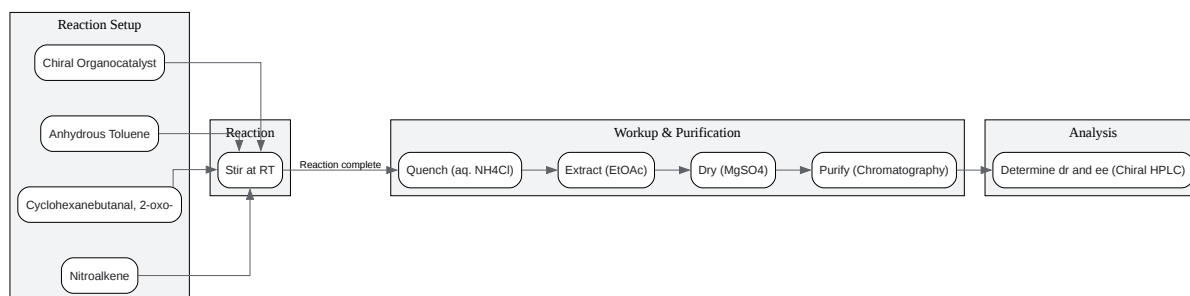 Reaction Setup
Chiral Organocatalyst
Anhydrous Toluene
Cyclohexanebutanal, 2-oxo-
Nitroalkene
Reaction
Stir at RT
Reaction complete
Workup & Purification
Quench (aq. NH4Cl)
Extract (EtOAc)
Dry (MgSO4)
Purify (Chromatography)
Analysis
Determine dr and ee (Chiral HPLC)